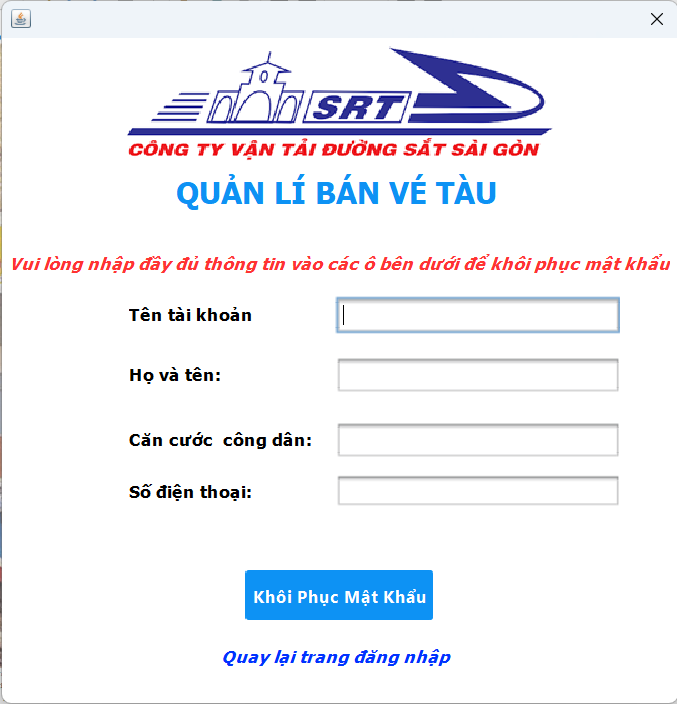 SRT
CÔNG TY VẬN TẢI ĐƯỜNG SẮT SÀI GÒN
QUẢN LÍ BÁN VÉ TÀU
Vui lòng nhập đầy đủ thông tin vào các ô bên dưới để khôi phục mật khẩu
Tên tài khoản
Họ và tên:
Căn cước  công dân:
Số điện thoại:
Khôi Phục Mật Khẩu
Quay lại trang đăng nhập